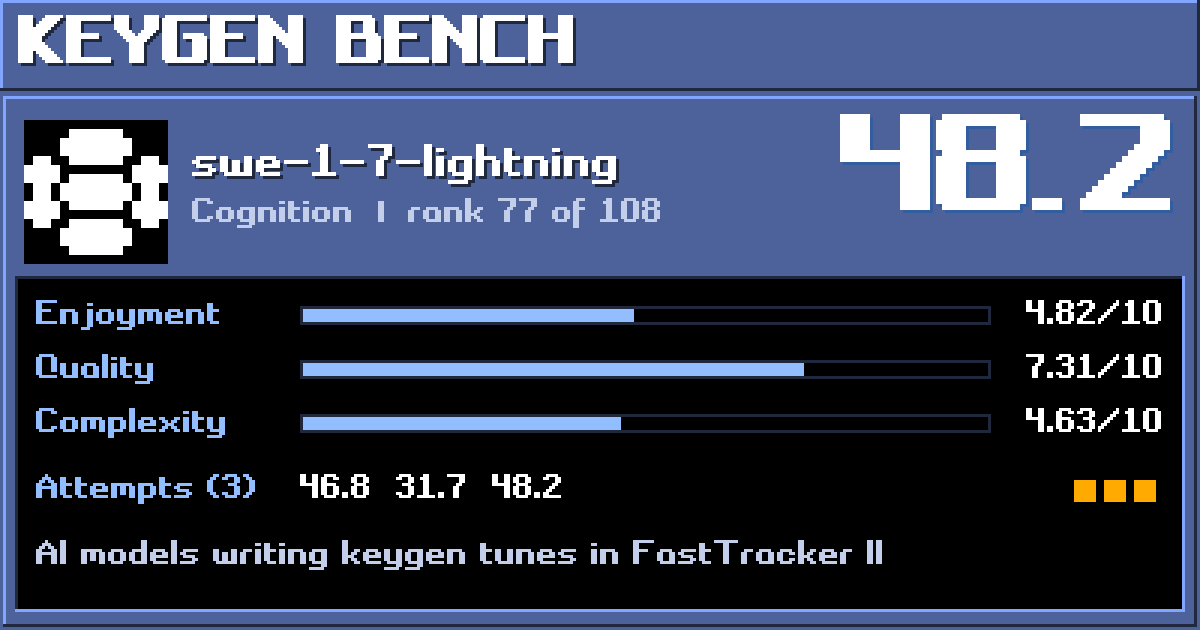 KEYGEN BENCH
swe-1-7-lightning
Cognition | rank 77 of 108
48.2
Enjoyment 4.82/10
Quality 7.31/10
Complexity 4.63/10
Attempts (3) 46.8 31.7 48.2
AI models writing keygen tunes in FastTracker II